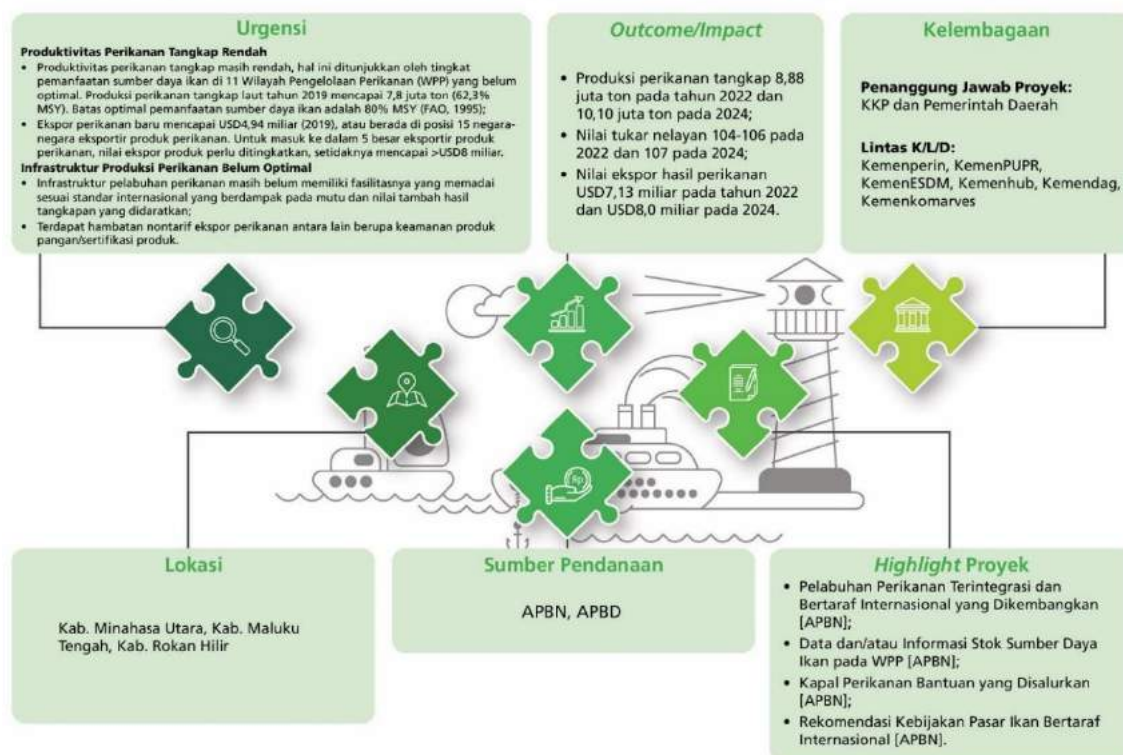 Urgensi
Produktivitas Perikanan Tangkap Rendah
• Produktivitas perikanan tangkap masih rendah, hal ini ditunjukkan oleh tingkat
pemanfaatan sumber daya ikan di 11 Wilayah Pengelolaan Perikanan (WPP) yang belum
optimal. Produksi perikanan tangkap laut tahun 2019 mencapai 7,8 juta ton (62,3%
MSY). Batas optimal pemanfaatan sumber daya ikan adalah 80% MSY (FAO, 1995);
• Ekspor perikanan baru mencapai USD4,94 miliar (2019), atau berada di posisi 15 negara-
negara eksportir produk perikanan. Untuk masuk ke dalam 5 besar eksportir produk
perikanan, nilai ekspor produk perlu ditingkatkan, setidaknya mencapai >USD8 miliar.
Infrastruktur Produksi Perikanan Belum Optimal
• Infrastruktur pelabuhan perikanan masih belum memiliki fasilitasnya yang memadai
sesuai standar internasional yang berdampak pada mutu dan nilai tambah hasil
tangkapan yang didaratkan;
• Terdapat hambatan nontarif ekspor perikanan antara lain berupa keamanan produk
pangan/sertifikasi produk.
Outcome/Impact
• Produksi perikanan tangkap 8,88
juta ton pada tahun 2022 dan
10,10 juta ton pada 2024;
• Nilai tukar nelayan 104-106 pada
2022 dan 107 pada 2024;
• Nilai ekspor hasil perikanan
USD7,13 miliar pada tahun 2022
dan USD8,0 miliar pada 2024.
Kelembagaan
Penanggung Jawab Proyek:
KKP dan Pemerintah Daerah
Lintas K/L/D:
Kemenperin, KemenPUPR,
KemenESDM, Kemenhub, Kemendag,
Kemenkomarves
Rp
Lokasi
Kab. Minahasa Utara, Kab. Maluku
Tengah, Kab. Rokan Hilir
Sumber Pendanaan
APBN, APBD
Highlight Proyek
• Pelabuhan Perikanan Terintegrasi dan
Bertaraf Internasional yang Dikembangkan
[APBN];
• Data dan/atau Informasi Stok Sumber Daya
Ikan pada WPP [APBN];
• Kapal Perikanan Bantuan yang Disalurkan
[APBN];
• Rekomendasi Kebijakan Pasar Ikan Bertaraf
Internasional [APBN].